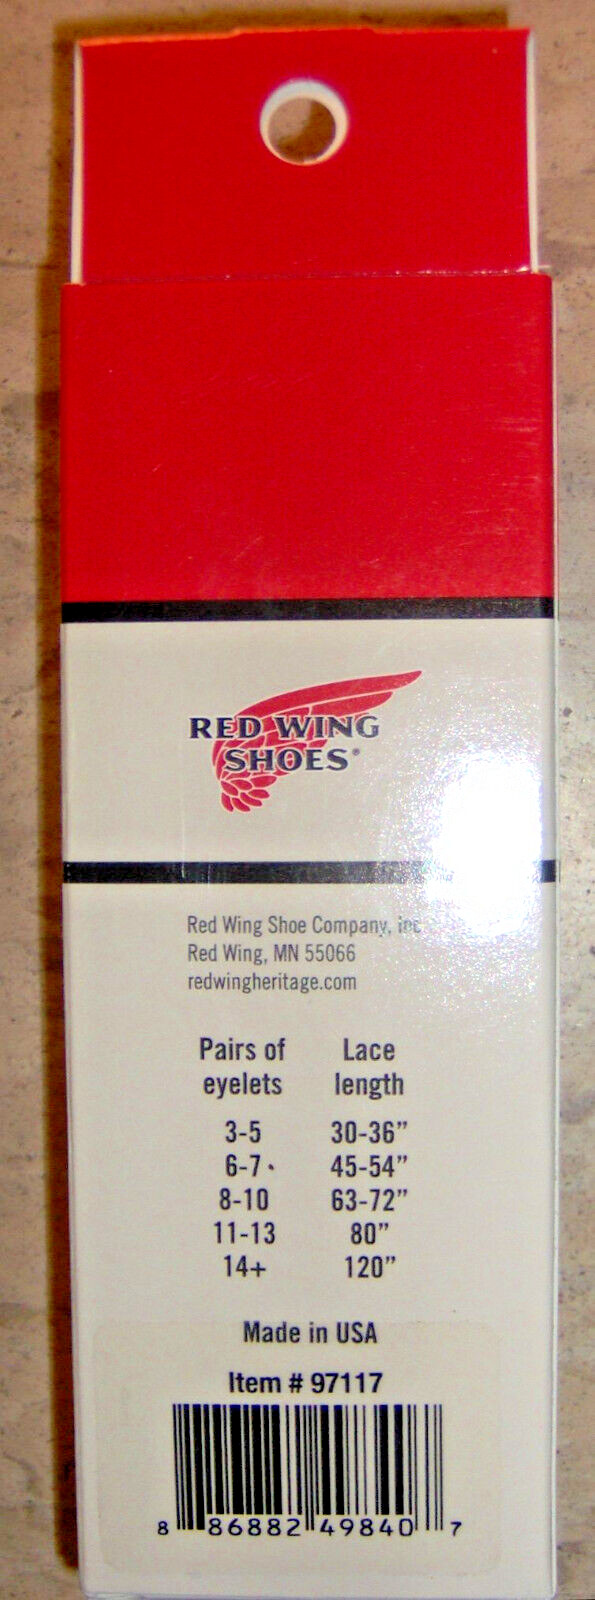 RED WING
SHOES®
Red Wing Shoe Company, inc
Red Wing, MN 55066
redwingheritage.com
Pairs of eyelets Lace length
3-5 30-36”
6-7 45-54”
8-10 63-72”
11-13 80”
14+ 120”
Made in USA
Item # 97117
8 86882 49840 7